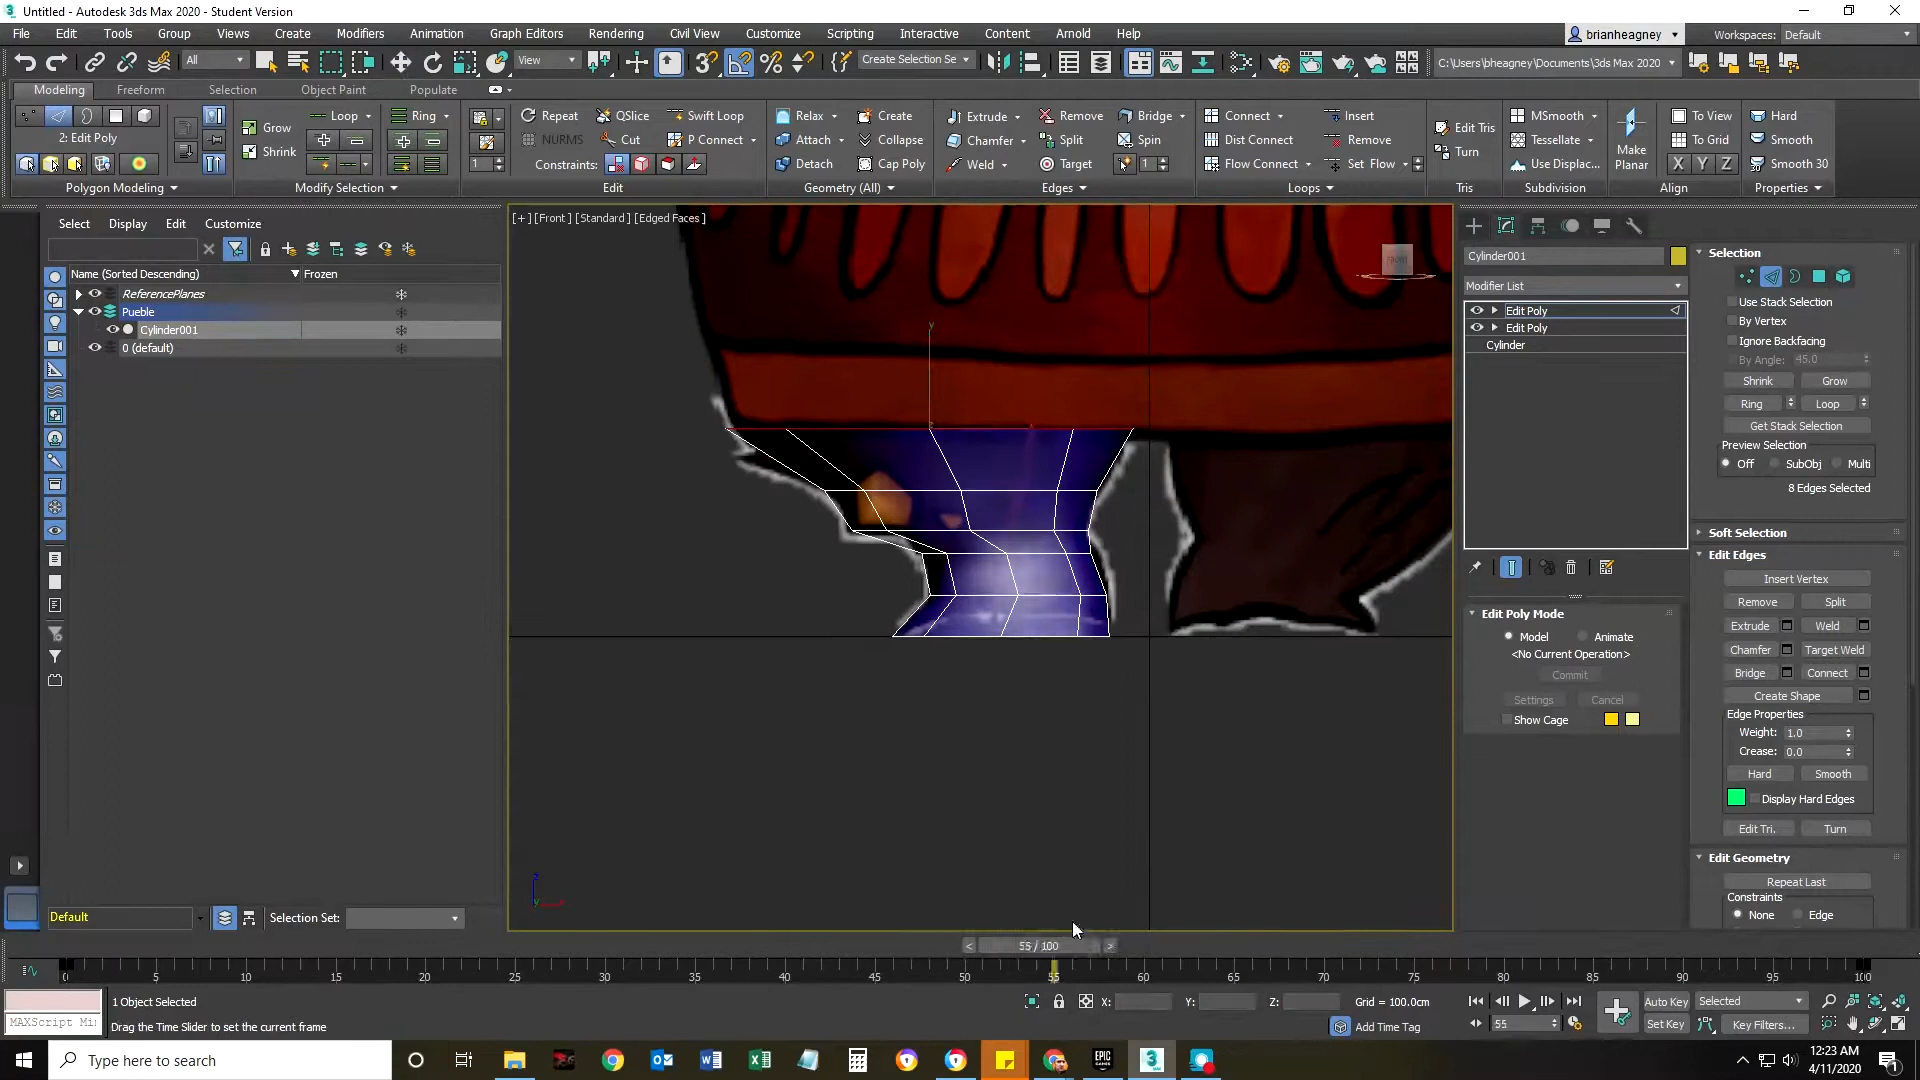 Untitled - Autodesk 3ds Max 2020 - Student Version
File Edit Tools Group Views Create Modifiers Animation Graph Editors Rendering Civil View Customize Scripting Interactive Content Arnold Help
brianheagney Workspaces: Default
All View Create Selection Se C:\Users\bheagney\Documents\3ds Max 2020
Modeling Freeform Selection Object Paint Populate
Loop Ring Repeat QSlice Swift Loop Relax Create Extrude Remove Bridge Connect Insert MSmooth To View Hard
2: Edit Poly Grow NURMS Cut P Connect Attach Collapse Chamfer Split Spin Dist Connect Remove Edit Tris Tessellate Make Planar To Grid Smooth
Shrink 1 Constraints: Detach Cap Poly Weld Target 1 Flow Connect Set Flow Turn Use Displac... X Y Z Smooth 30
Polygon Modeling Modify Selection Edit Geometry (All) Edges Loops Tris Subdivision Align Properties
Select Display Edit Customize
Name (Sorted Descending) Frozen
ReferencePlanes
Pueble
Cylinder001
0 (default)
[+] [Front] [Standard] [Edged Faces]
FRONT
Cylinder001
Modifier List
Edit Poly
Edit Poly
Cylinder
Edit Poly Mode
Model Animate
<No Current Operation>
Commit
Settings Cancel
Show Cage
Selection
Use Stack Selection
By Vertex
Ignore Backfacing
By Angle: 45.0
Shrink Grow
Ring Loop
Get Stack Selection
Preview Selection
Off SubObj Multi
8 Edges Selected
Soft Selection
Edit Edges
Insert Vertex
Remove Split
Extrude Weld
Chamfer Target Weld
Bridge Connect
Create Shape
Edge Properties
Weight: 1.0
Crease: 0.0
Hard Smooth
Display Hard Edges
Edit Tri. Turn
Edit Geometry
Repeat Last
Constraints
None Edge
Default Selection Set:
< 55 / 100 >
0 5 10 15 20 25 30 35 40 45 50 55 60 65 70 75 80 85 90 95 100
1 Object Selected X: Y: Z: Grid = 100.0cm Auto Key Selected
MAXScript Mi Drag the Time Slider to set the current frame Add Time Tag 55 Set Key Key Filters...
Type here to search
12:23 AM
4/11/2020